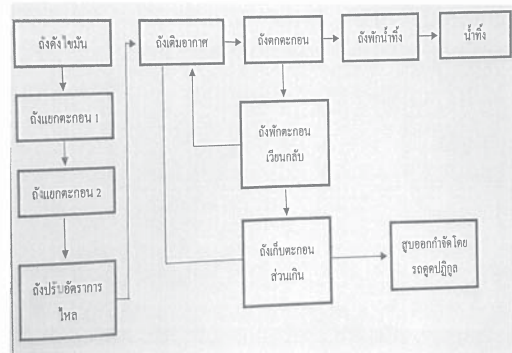 ถังดักไขมัน
ถังแยกตะกอน 1
ถังแยกตะกอน 2
ถังปรับอัตราการ
ไหล
ถังเติมอากาศ
ถังตกตะกอน
ถังพักน้ำทิ้ง
น้ำทิ้ง
ถังพักตะกอน
เวียนกลับ
ถังเก็บตะกอน
ส่วนเกิน
สูบออกกำจัดโดย
รถดูดปฏิกูล